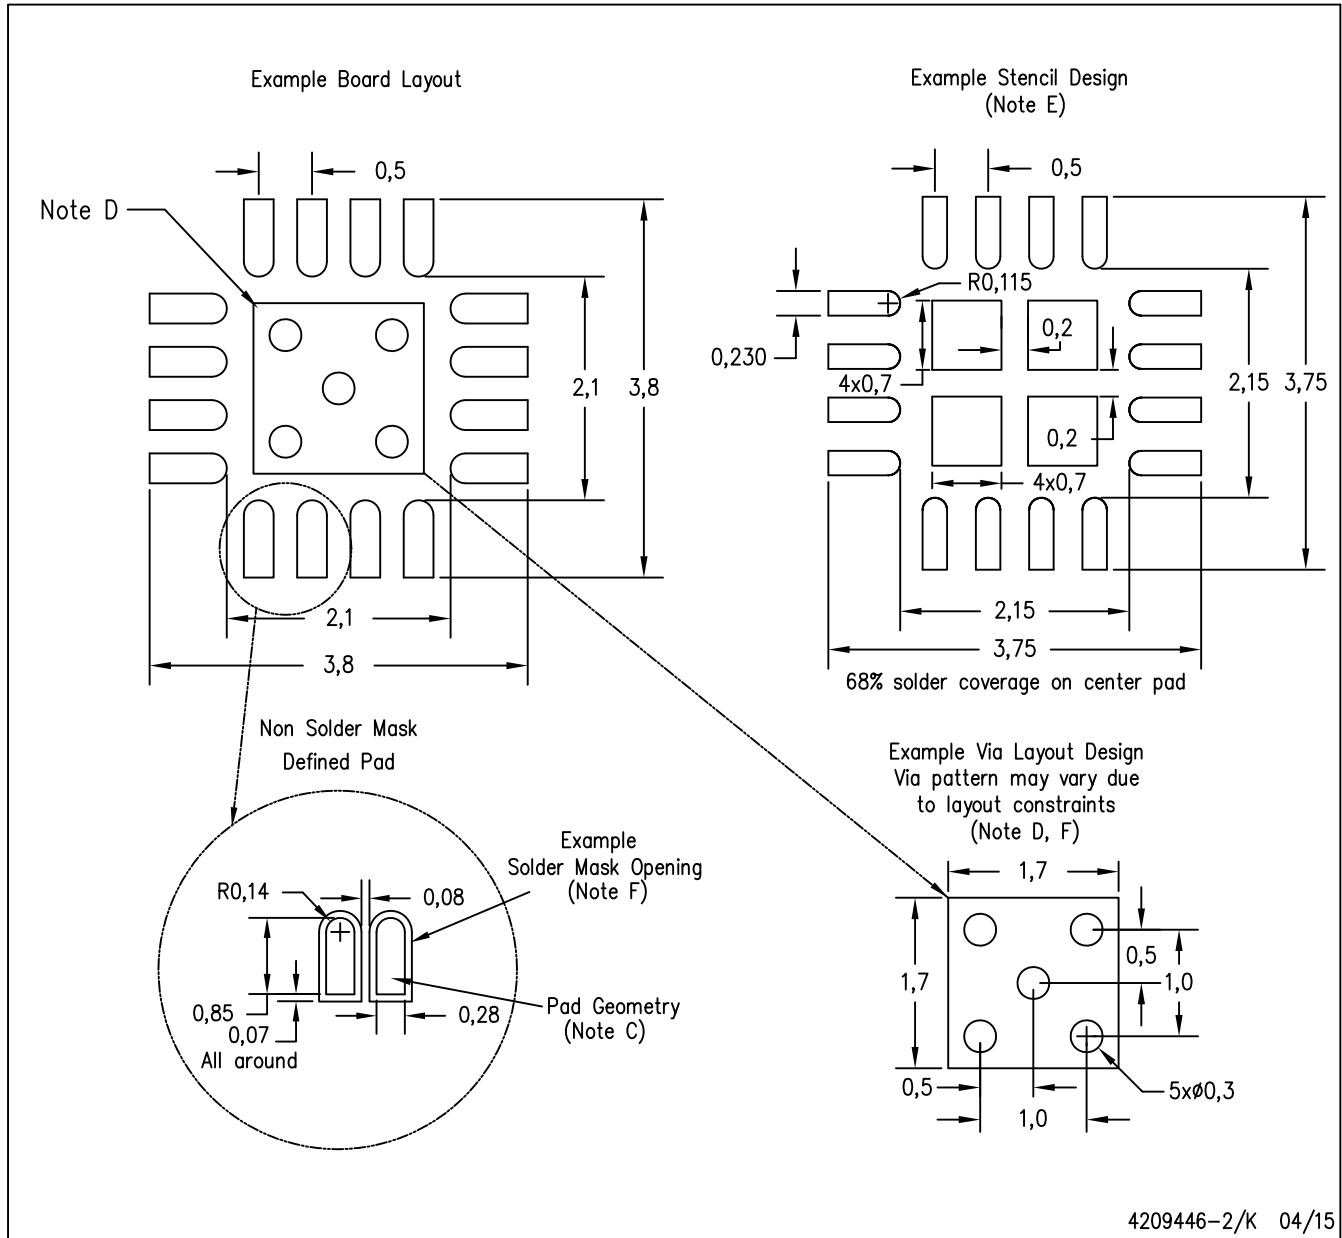 Example Board Layout
0,5
Note D
2,1
3,8
2,1
3,8
Example Stencil Design
(Note E)
0,5
R0,115
0,230
0,2
4x0,7
2,15
3,75
0,2
4x0,7
2,15
3,75
68% solder coverage on center pad
Non Solder Mask
Defined Pad
Example
Solder Mask Opening
(Note F)
R0,14
0,08
0,85
0,07
All around
0,28
Pad Geometry
(Note C)
Example Via Layout Design
Via pattern may vary due
to layout constraints
(Note D, F)
1,7
1,7
0,5
1,0
0,5
1,0
5xø0,3
4209446-2/K 04/15